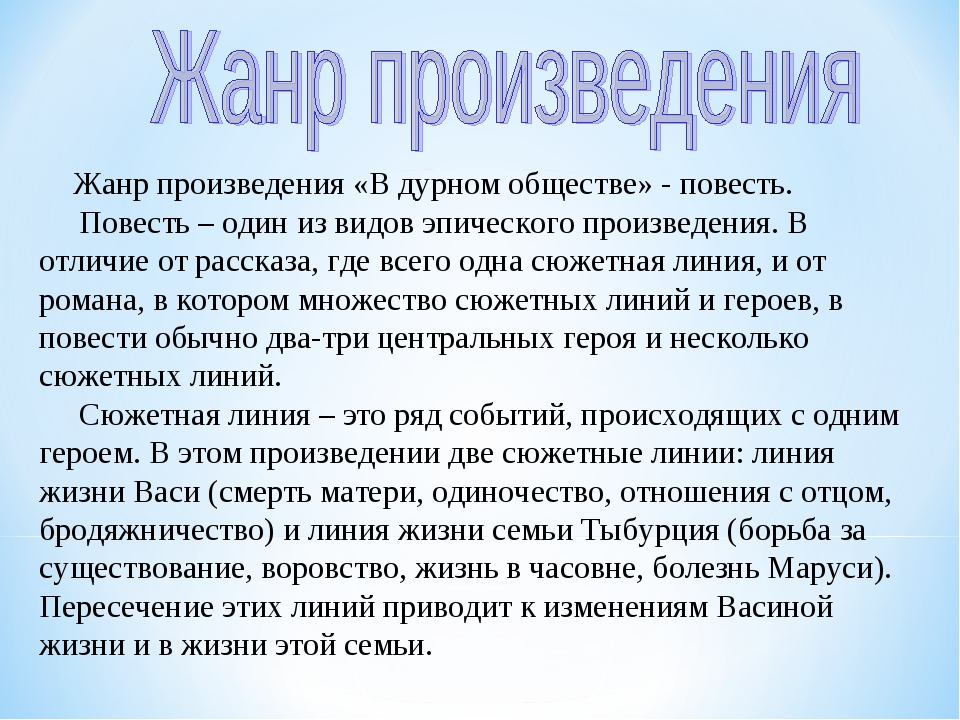 Жанр произведения
Жанр произведения «В дурном обществе» - повесть.
Повесть – один из видов эпического произведения. В
отличие от рассказа, где всего одна сюжетная линия, и от
романа, в котором множество сюжетных линий и героев, в
повести обычно два-три центральных героя и несколько
сюжетных линий.
Сюжетная линия – это ряд событий, происходящих с одним
героем. В этом произведении две сюжетные линии: линия
жизни Васи (смерть матери, одиночество, отношения с отцом,
бродяжничество) и линия жизни семьи Тыбурция (борьба за
существование, воровство, жизнь в часовне, болезнь Маруси).
Пересечение этих линий приводит к изменениям Васиной
жизни и в жизни этой семьи.